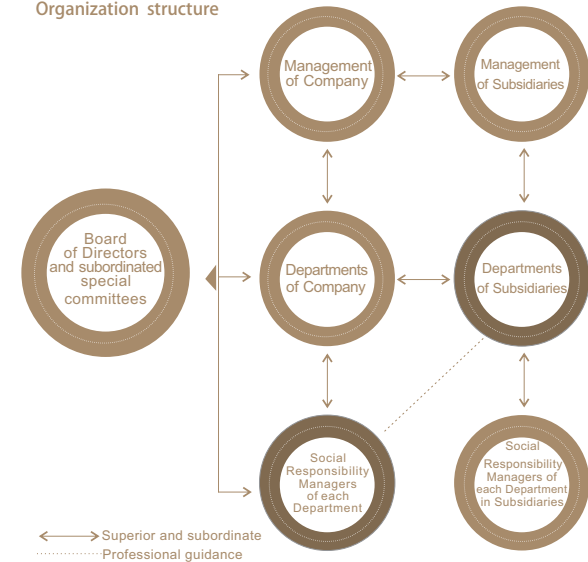 Organization structure
Management
of Company
Management
of Subsidiaries
Board
of Directors
and subordinated
special
committees
Departments
of Company
Departments
of Subsidiaries
Social
Responsibility
Managers
of each
Department
Social
Responsibility
Managers of
each Department
in Subsidiaries
Superior and subordinate
Professional guidance